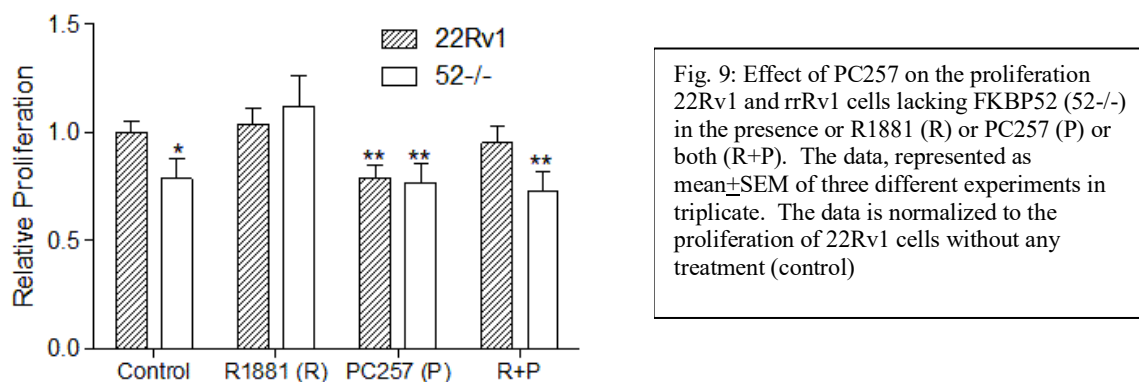 1.5
1.0
0.5
0.0
Relative Proliferation
22Rv1
52-/-
*
**
**
**
Control
R1881 (R)
PC257 (P)
R+P
Fig. 9: Effect of PC257 on the proliferation
22Rv1 and rrRv1 cells lacking FKBP52 (52-/-)
in the presence or R1881 (R) or PC257 (P) or
both (R+P).  The data, represented as
mean+SEM of three different experiments in
triplicate.  The data is normalized to the
proliferation of 22Rv1 cells without any
treatment (control)